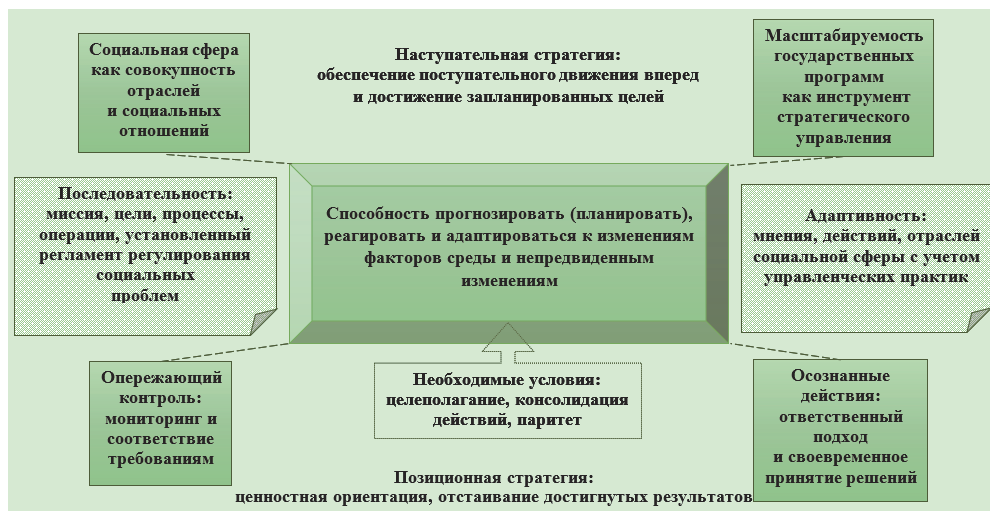 Социальная сфера
как совокупность
отраслей
и социальных
отношений
Наступательная стратегия:
обеспечение поступательного движения вперед
и достижение запланированных целей
Масштабируемость
государственных
программ
как инструмент
стратегического
управления
Последовательность:
миссия, цели, процессы,
операции, установленный
регламент регулирования
социальных
проблем
Способность прогнозировать (планировать),
реагировать и адаптироваться к изменениям
факторов среды и непредвиденным
изменениям
Адаптивность:
мнения, действий, отраслей
социальной сферы с учетом
управленческих практик
Опережающий
контроль:
мониторинг и
соответствие
требованиям
Необходимые условия:
целеполагание, консолидация
действий, паритет
Осознанные
действия:
ответственный
подход
и своевременное
принятие решений
Позиционная стратегия:
ценностная ориентация, отстаивание достигнутых результатов